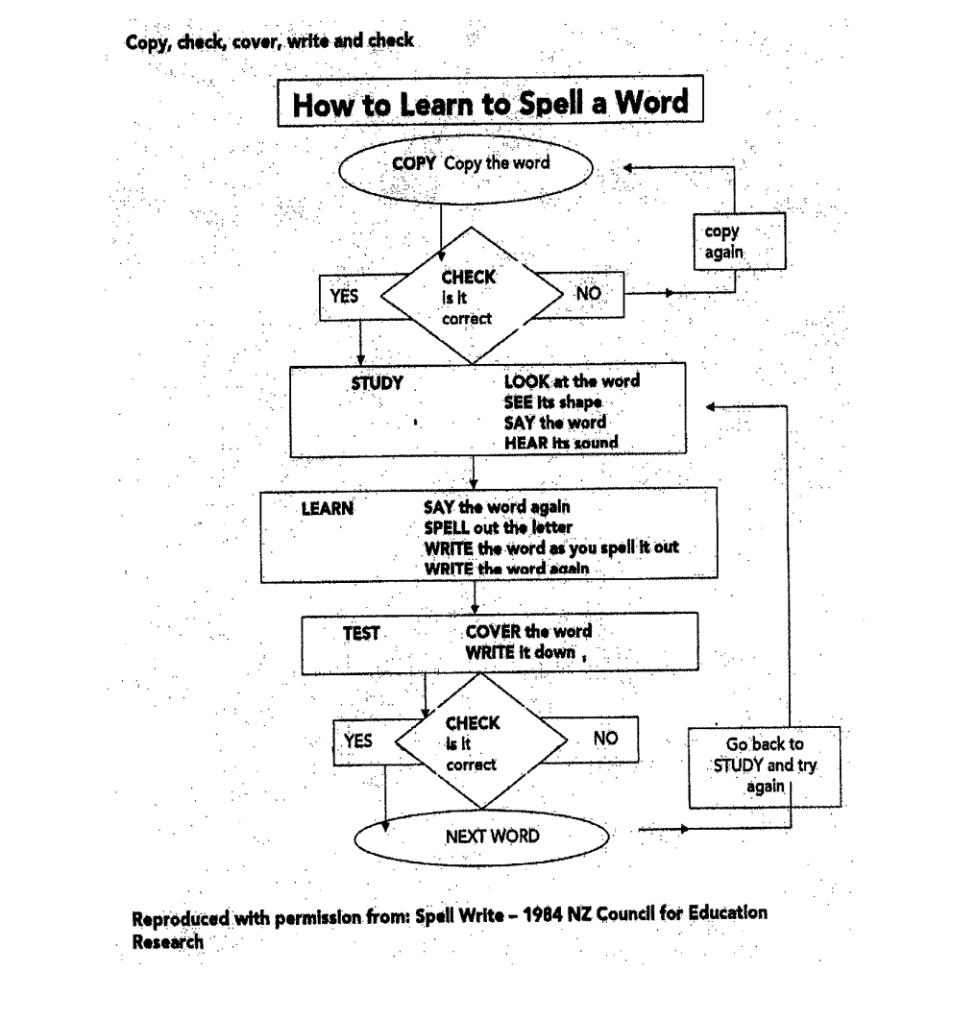 Copy, check, cover, write and check
How to Learn to Spell a Word
COPY Copy the word
copy
again
CHECK
is it
correct
YES
NO
STUDY
LOOK at the word
SEE its shape
SAY the word
HEAR its sound
LEARN
SAY the word again
SPELL out the letter
WRITE the word as you spell it out
WRITE the word again
TEST
COVER the word
WRITE it down
CHECK
is it
correct
YES
NO
Go back to
STUDY and try
again
NEXT WORD
Reproduced with permission from: Spell Write – 1984 NZ Council for Education
Research